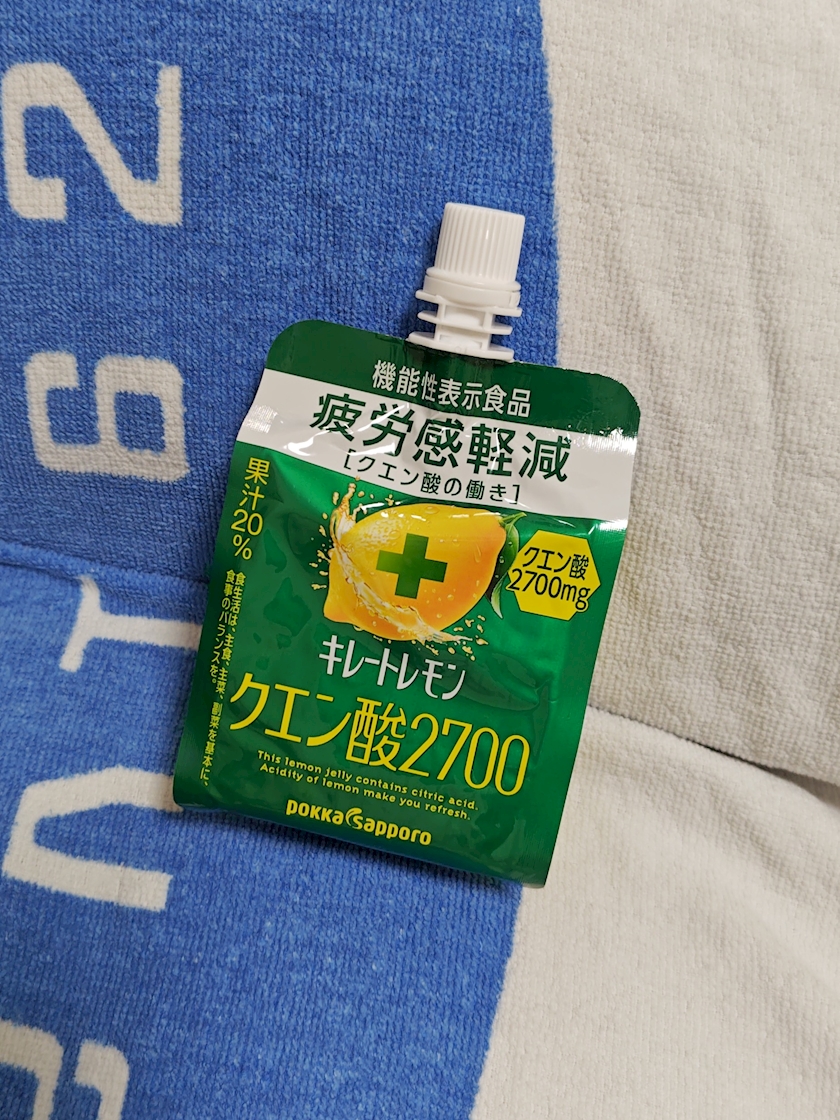 機能性表示食品
疲労感軽減
[クエン酸の働き]
果汁20%
食生活は、主食、主菜、副菜を基本に、
食事のバランスを。
クエン酸
2700mg
キレートレモン
クエン酸2700
This lemon jelly contains citric acid.
Acidity of lemon make you refresh.
POKKA Sapporo
62